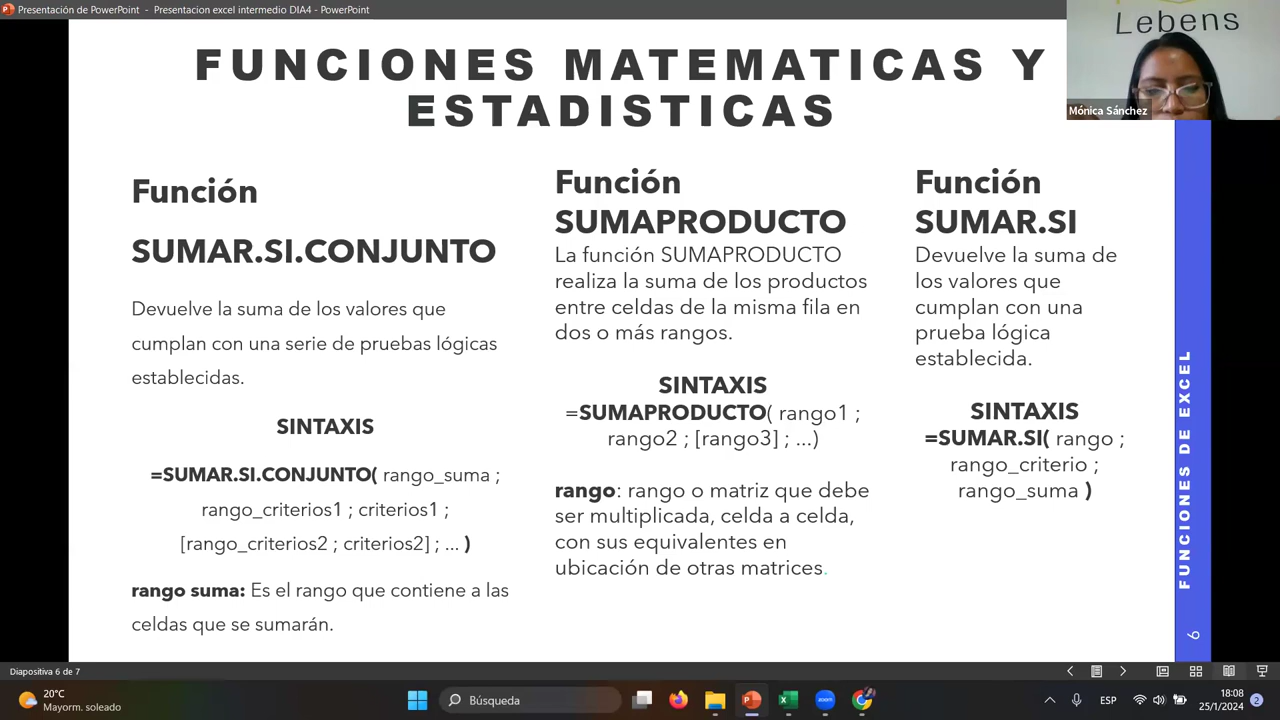 Presentación de PowerPoint - Presentacion excel intermedio DIA4 - PowerPoint
Lebens
Mónica Sánchez
FUNCIONES MATEMATICAS Y
ESTADISTICAS
Función
SUMAR.SI.CONJUNTO
Devuelve la suma de los valores que
cumplan con una serie de pruebas lógicas
establecidas.
SINTAXIS
=SUMAR.SI.CONJUNTO( rango_suma ;
rango_criterios1 ; criterios1 ;
[rango_criterios2 ; criterios2] ; ... )
rango suma: Es el rango que contiene a las
celdas que se sumarán.
Función
SUMAPRODUCTO
La función SUMAPRODUCTO
realiza la suma de los productos
entre celdas de la misma fila en
dos o más rangos.
SINTAXIS
=SUMAPRODUCTO( rango1 ;
rango2 ; [rango3] ; ...)
rango: rango o matriz que debe
ser multiplicada, celda a celda,
con sus equivalentes en
ubicación de otras matrices.
Función
SUMAR.SI
Devuelve la suma de
los valores que
cumplan con una
prueba lógica
establecida.
SINTAXIS
=SUMAR.SI( rango ;
rango_criterio ;
rango_suma )
FUNCIONES DE EXCEL
6
Diapositiva 6 de 7
20°C
Mayorm. soleado
Búsqueda
zoom
ESP
18:08
25/1/2024
2